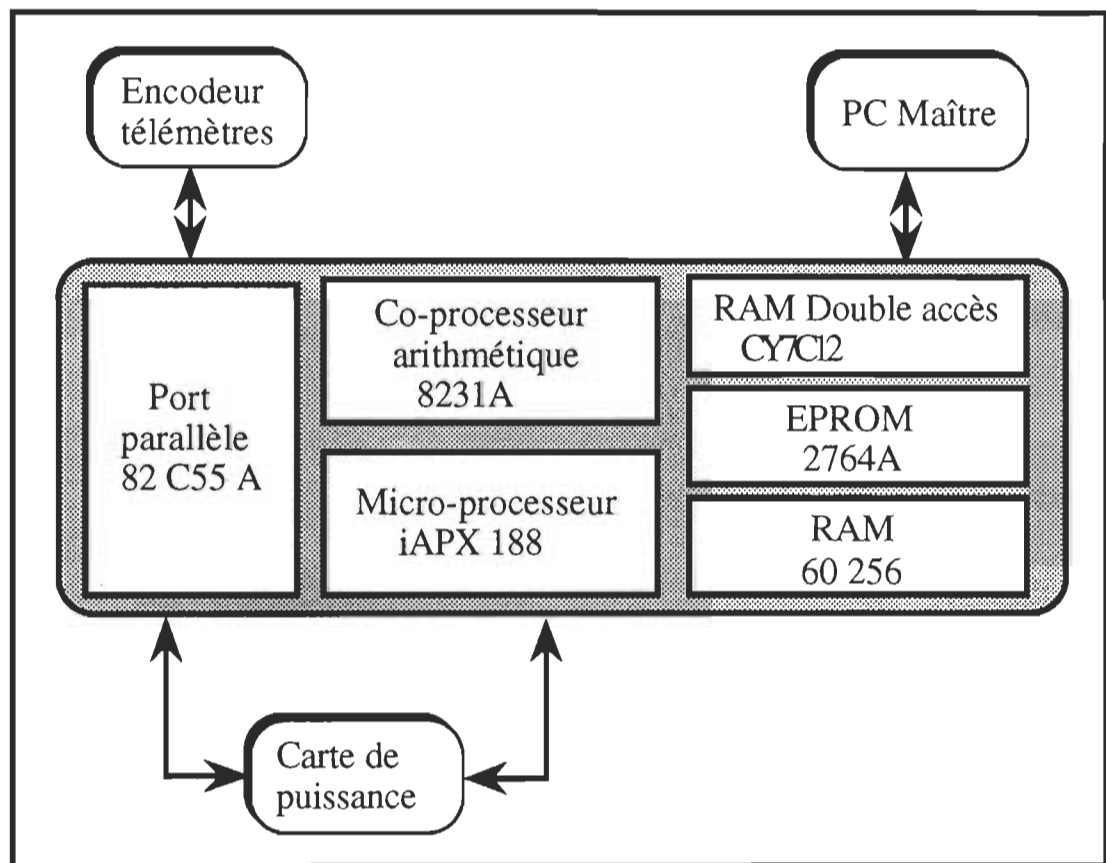 Encodeur
télémètres
PC Maître
Port
parallèle
82 C55 A
Co-processeur
arithmétique
8231A
Micro-processeur
iAPX 188
RAM Double accès
CY7C12
EPROM
2764A
RAM
60 256
Carte de
puissance